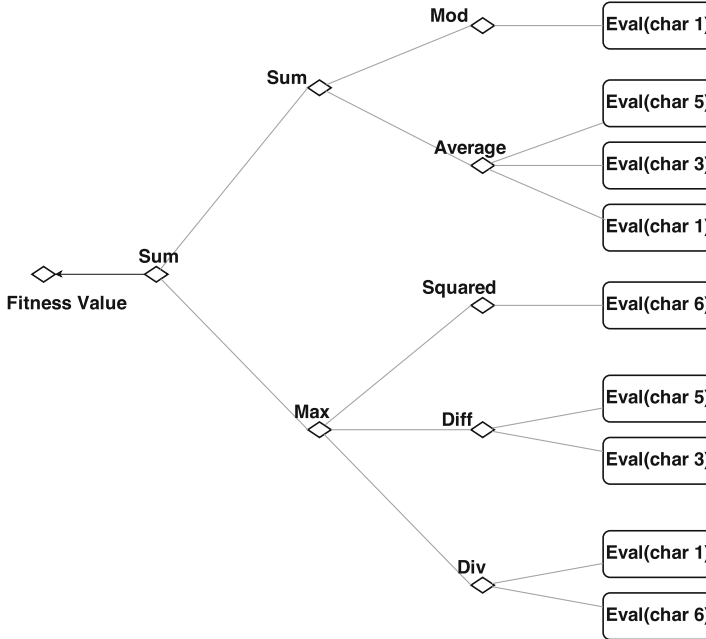 Mod
Eval(char 1)
Sum
Eval(char 5)
Average
Eval(char 3)
Eval(char 1)
Sum
Fitness Value
Squared
Eval(char 6)
Max
Diff
Eval(char 5)
Eval(char 3)
Div
Eval(char 1)
Eval(char 6)